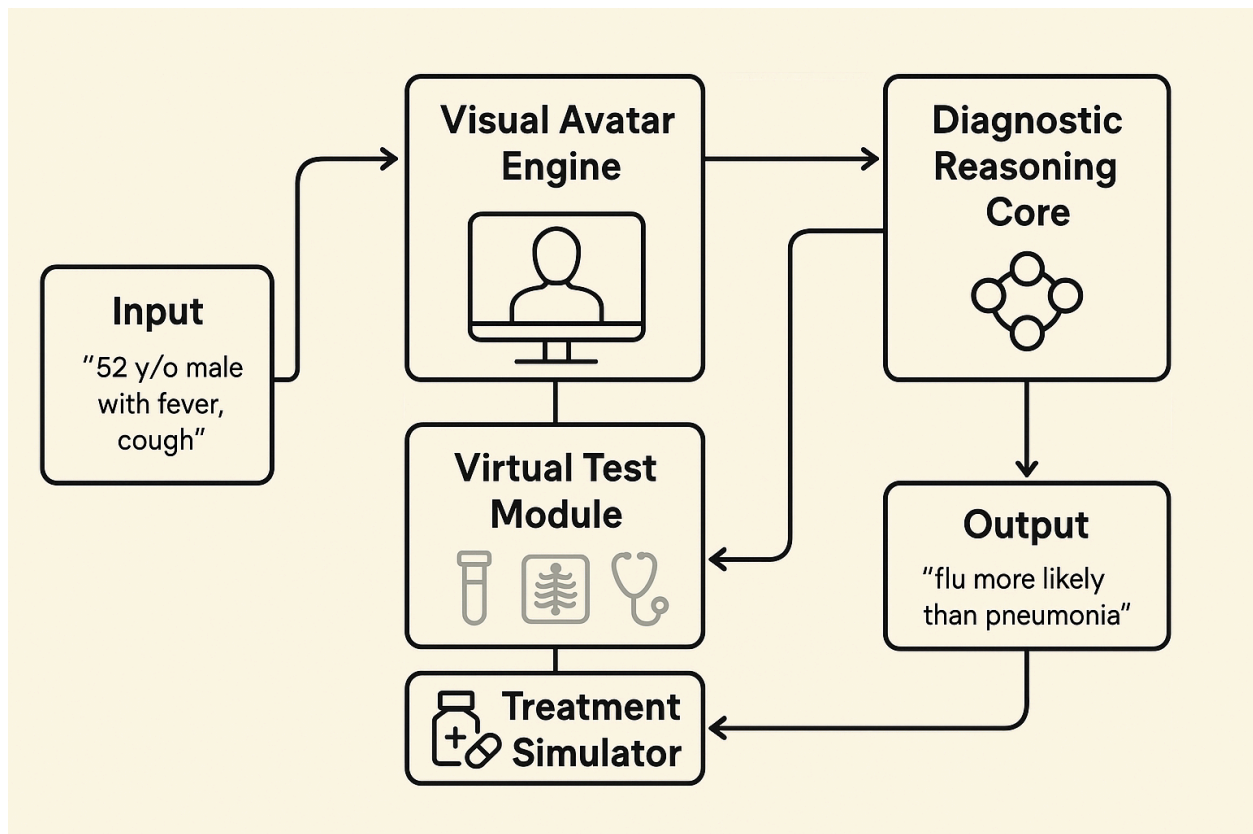 Input
"52 y/o male
with fever,
cough"
Visual Avatar
Engine
Diagnostic
Reasoning
Core
Virtual Test
Module
Output
"flu more likely
than pneumonia"
Treatment
Simulator